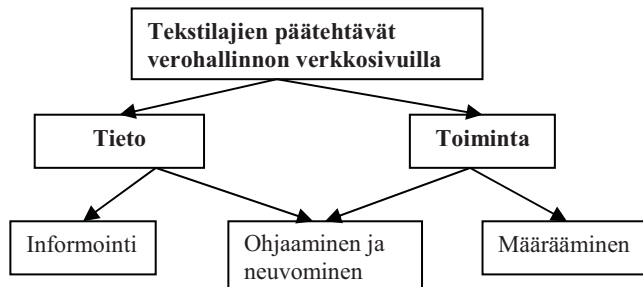 Tekstilajien päätehtävät
verohallinnon verkkosivuilla
Tieto
Toiminta
Informointi
Ohjaaminen ja
neuvominen
Määrääminen